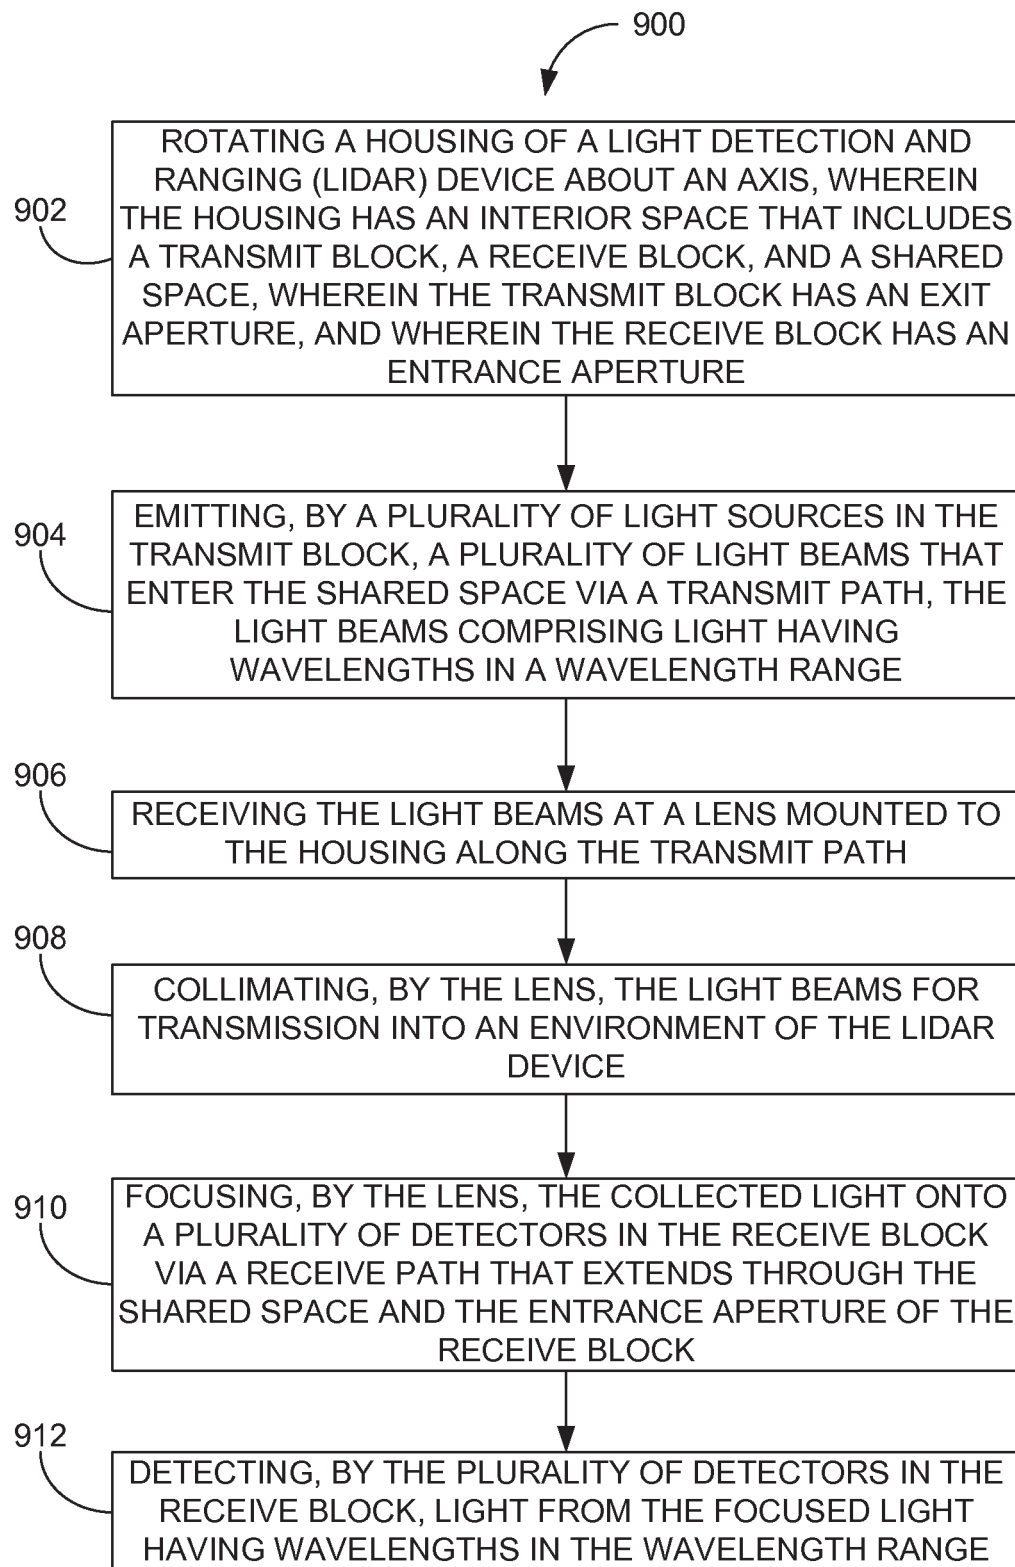 900
902
ROTATING A HOUSING OF A LIGHT DETECTION AND
RANGING (LIDAR) DEVICE ABOUT AN AXIS, WHEREIN
THE HOUSING HAS AN INTERIOR SPACE THAT INCLUDES
A TRANSMIT BLOCK, A RECEIVE BLOCK, AND A SHARED
SPACE, WHEREIN THE TRANSMIT BLOCK HAS AN EXIT
APERTURE, AND WHEREIN THE RECEIVE BLOCK HAS AN
ENTRANCE APERTURE
904
EMITTING, BY A PLURALITY OF LIGHT SOURCES IN THE
TRANSMIT BLOCK, A PLURALITY OF LIGHT BEAMS THAT
ENTER THE SHARED SPACE VIA A TRANSMIT PATH, THE
LIGHT BEAMS COMPRISING LIGHT HAVING
WAVELENGTHS IN A WAVELENGTH RANGE
906
RECEIVING THE LIGHT BEAMS AT A LENS MOUNTED TO
THE HOUSING ALONG THE TRANSMIT PATH
908
COLLIMATING, BY THE LENS, THE LIGHT BEAMS FOR
TRANSMISSION INTO AN ENVIRONMENT OF THE LIDAR
DEVICE
910
FOCUSING, BY THE LENS, THE COLLECTED LIGHT ONTO
A PLURALITY OF DETECTORS IN THE RECEIVE BLOCK
VIA A RECEIVE PATH THAT EXTENDS THROUGH THE
SHARED SPACE AND THE ENTRANCE APERTURE OF THE
RECEIVE BLOCK
912
DETECTING, BY THE PLURALITY OF DETECTORS IN THE
RECEIVE BLOCK, LIGHT FROM THE FOCUSED LIGHT
HAVING WAVELENGTHS IN THE WAVELENGTH RANGE